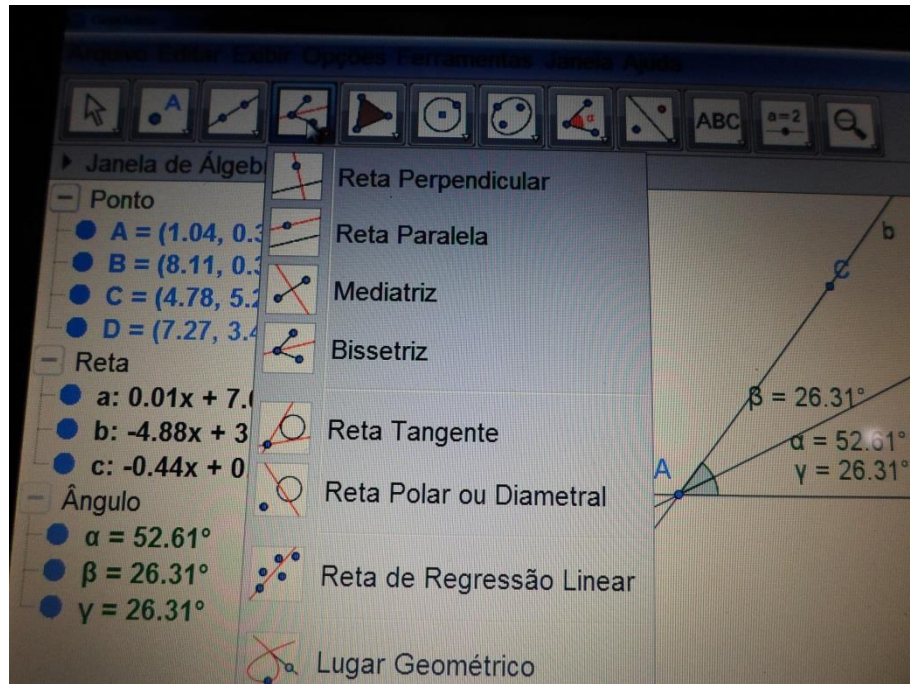 Arquivo Editar Exibir Opções Ferramentas Janela Ajuda
A
α
ABC
a=2
Janela de Álgeb
Ponto
A = (1.04, 0.3
B = (8.11, 0.3
C = (4.78, 5.2
D = (7.27, 3.4
Reta
a: 0.01x + 7.0
b: -4.88x + 3
c: -0.44x + 0
Ângulo
α = 52.61°
β = 26.31°
γ = 26.31°
Reta Perpendicular
Reta Paralela
Mediatriz
Bissetriz
Reta Tangente
Reta Polar ou Diametral
Reta de Regressão Linear
Lugar Geométrico
b
C
β = 26.31°
α = 52.61°
γ = 26.31°
A